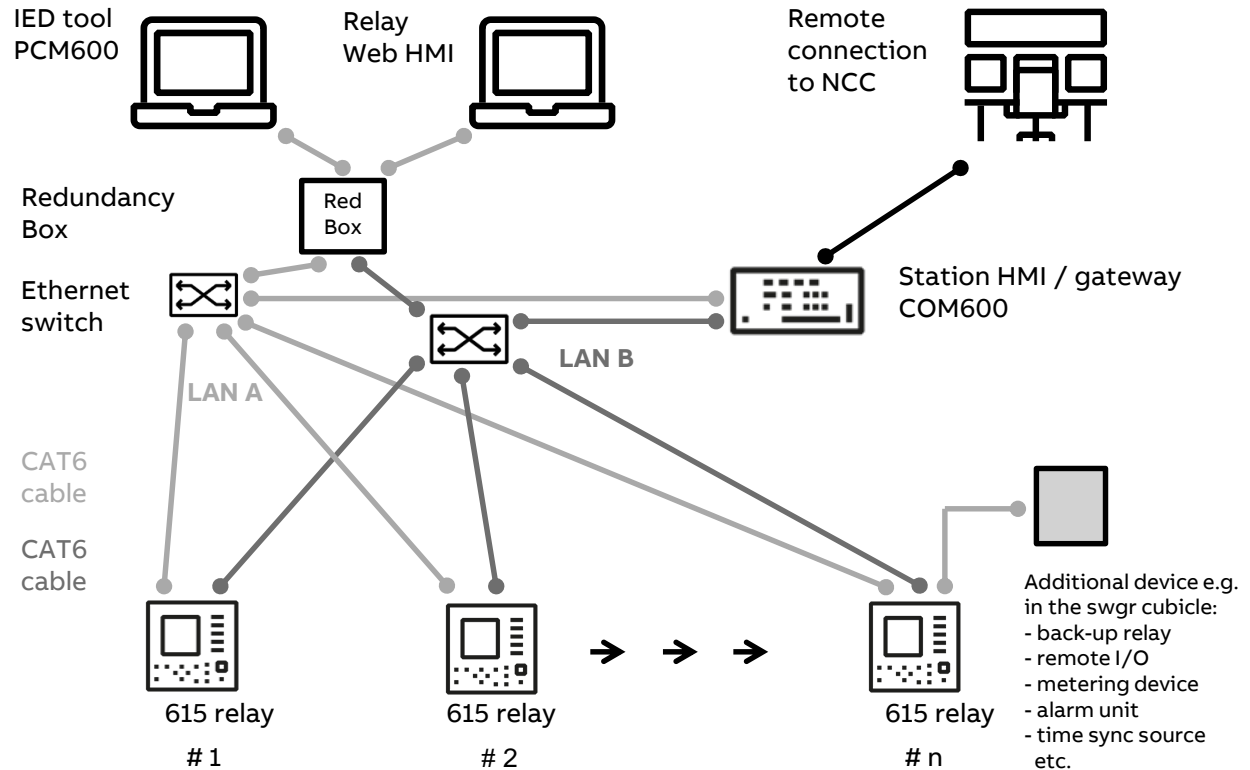 IED tool
PCM600
Relay
Web HMI
Remote
connection
to NCC
Redundancy
Box
Red
Box
Ethernet
switch
Station HMI / gateway
COM600
LAN B
LAN A
CAT6
cable
CAT6
cable
Additional device e.g.
in the swgr cubicle:
- back-up relay
- remote I/O
- metering device
- alarm unit
- time sync source
etc.
615 relay
# 1
615 relay
# 2
615 relay
# n